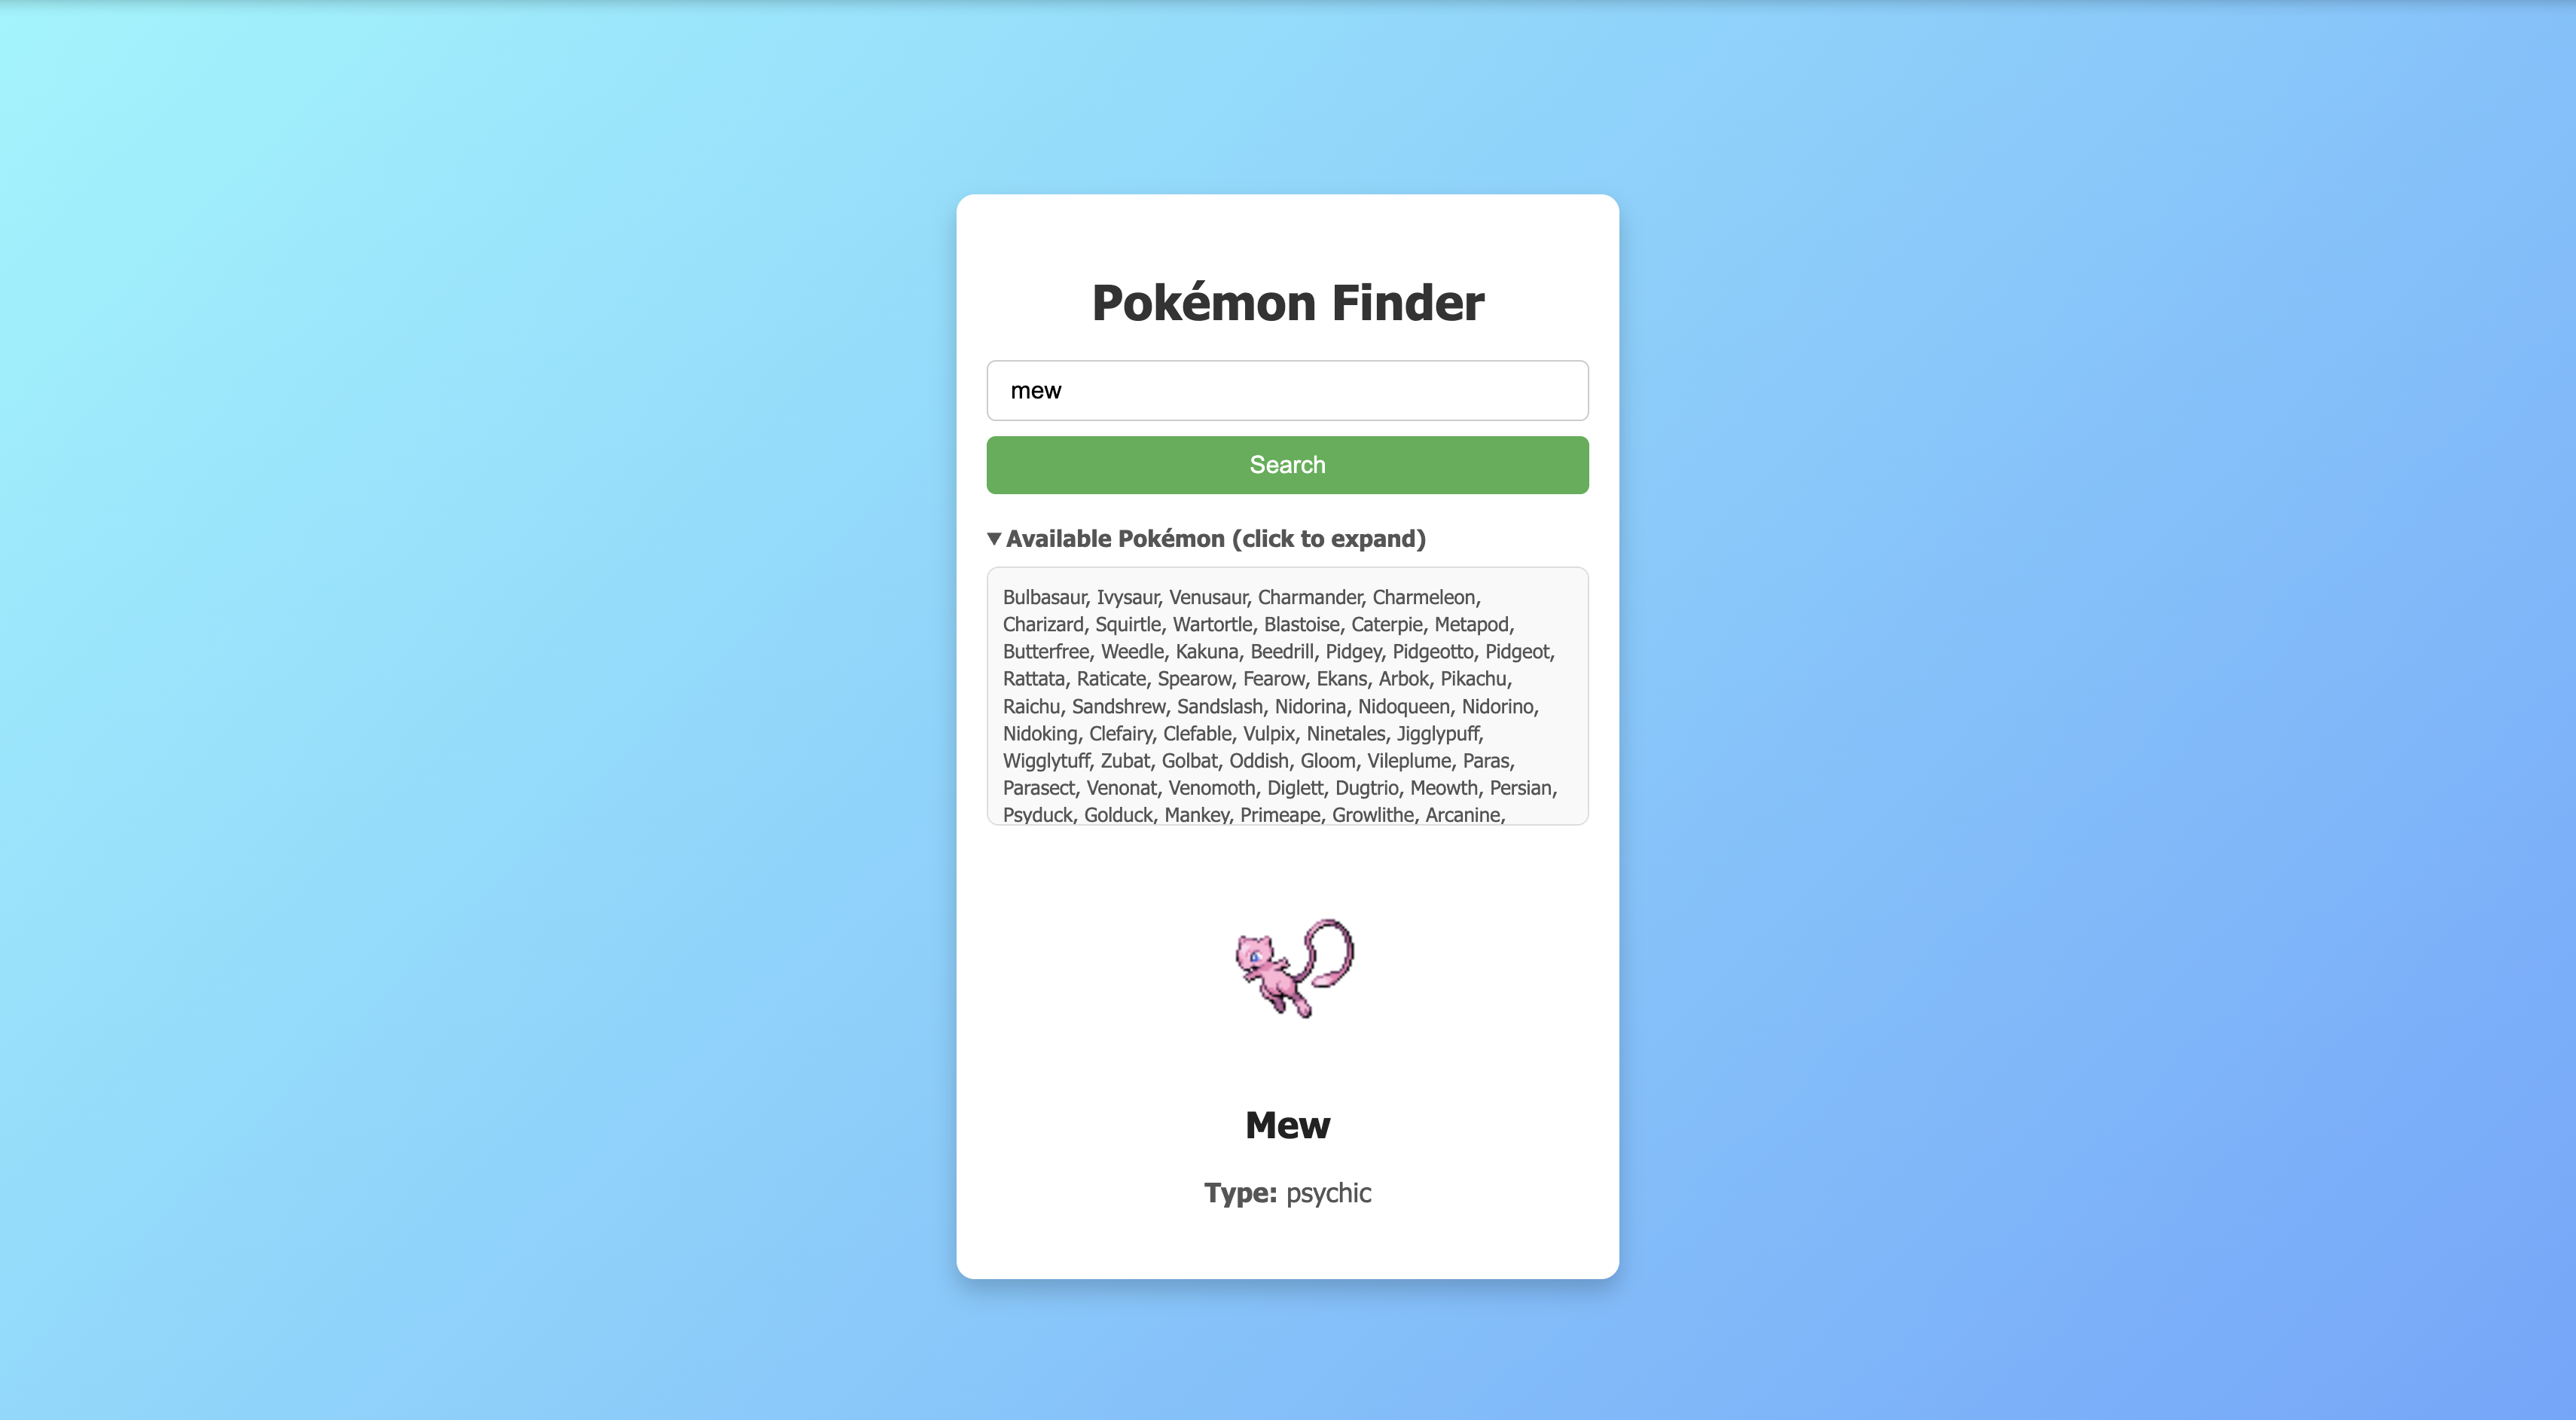 Pokémon Finder
mew
Search
▼ Available Pokémon (click to expand)
Bulbasaur, Ivysaur, Venusaur, Charmander, Charmeleon,
Charizard, Squirtle, Wartortle, Blastoise, Caterpie, Metapod,
Butterfree, Weedle, Kakuna, Beedrill, Pidgey, Pidgeotto, Pidgeot,
Rattata, Raticate, Spearow, Fearow, Ekans, Arbok, Pikachu,
Raichu, Sandshrew, Sandslash, Nidorina, Nidoqueen, Nidorino,
Nidoking, Clefairy, Clefable, Vulpix, Ninetales, Jigglypuff,
Wigglytuff, Zubat, Golbat, Oddish, Gloom, Vileplume, Paras,
Parasect, Venonat, Venomoth, Diglett, Dugtrio, Meowth, Persian,
Psyduck, Golduck, Mankey, Primeape, Growlithe, Arcanine,
Mew
Type: psychic